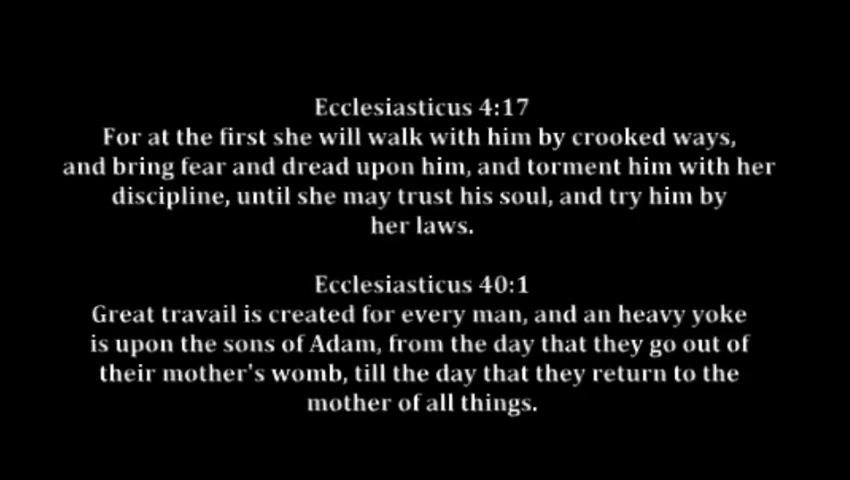 Ecclesiasticus 4:17
For at the first she will walk with him by crooked ways,
and bring fear and dread upon him, and torment him with her
discipline, until she may trust his soul, and try him by
her laws.
Ecclesiasticus 40:1
Great travail is created for every man, and an heavy yoke
is upon the sons of Adam, from the day that they go out of
their mother's womb, till the day that they return to the
mother of all things.